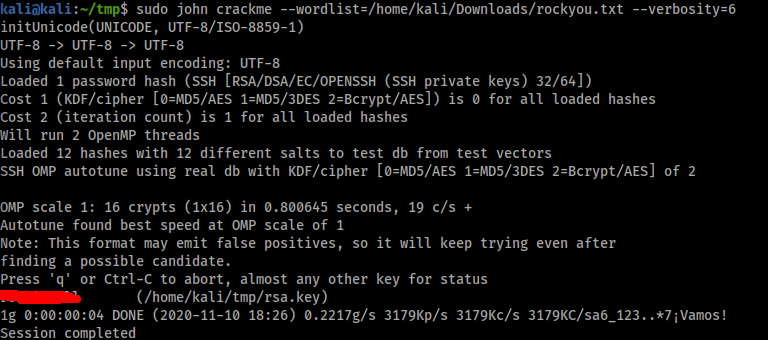 kali@kali:~/tmp$ sudo john crackme --wordlist=/home/kali/Downloads/rockyou.txt --verbosity=6
initUnicode(UNICODE, UTF-8/ISO-8859-1)
UTF-8 -> UTF-8 -> UTF-8
Using default input encoding: UTF-8
Loaded 1 password hash (SSH [RSA/DSA/EC/OPENSSH (SSH private keys) 32/64])
Cost 1 (KDF/cipher [0=MD5/AES 1=MD5/3DES 2=Bcrypt/AES]) is 0 for all loaded hashes
Cost 2 (iteration count) is 1 for all loaded hashes
Will run 2 OpenMP threads
Loaded 12 hashes with 12 different salts to test db from test vectors
SSH OMP autotune using real db with KDF/cipher [0=MD5/AES 1=MD5/3DES 2=Bcrypt/AES] of 2
OMP scale 1: 16 crypts (1x16) in 0.800645 seconds, 19 c/s +
Autotune found best speed at OMP scale of 1
Note: This format may emit false positives, so it will keep trying even after
finding a possible candidate.
Press 'q' or Ctrl-C to abort, almost any other key for status
(/home/kali/tmp/rsa.key)
1g 0:00:00:04 DONE (2020-11-10 18:26) 0.2217g/s 3179Kp/s 3179Kc/s 3179KC/sa6_123..*7¡Vamos!
Session completed